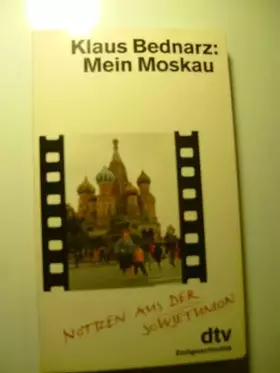 Klaus Bednarz:
Mein Moskau
NOTIZEN AUS DER
SOWJETUNION
dtv
Zeitgeschichte